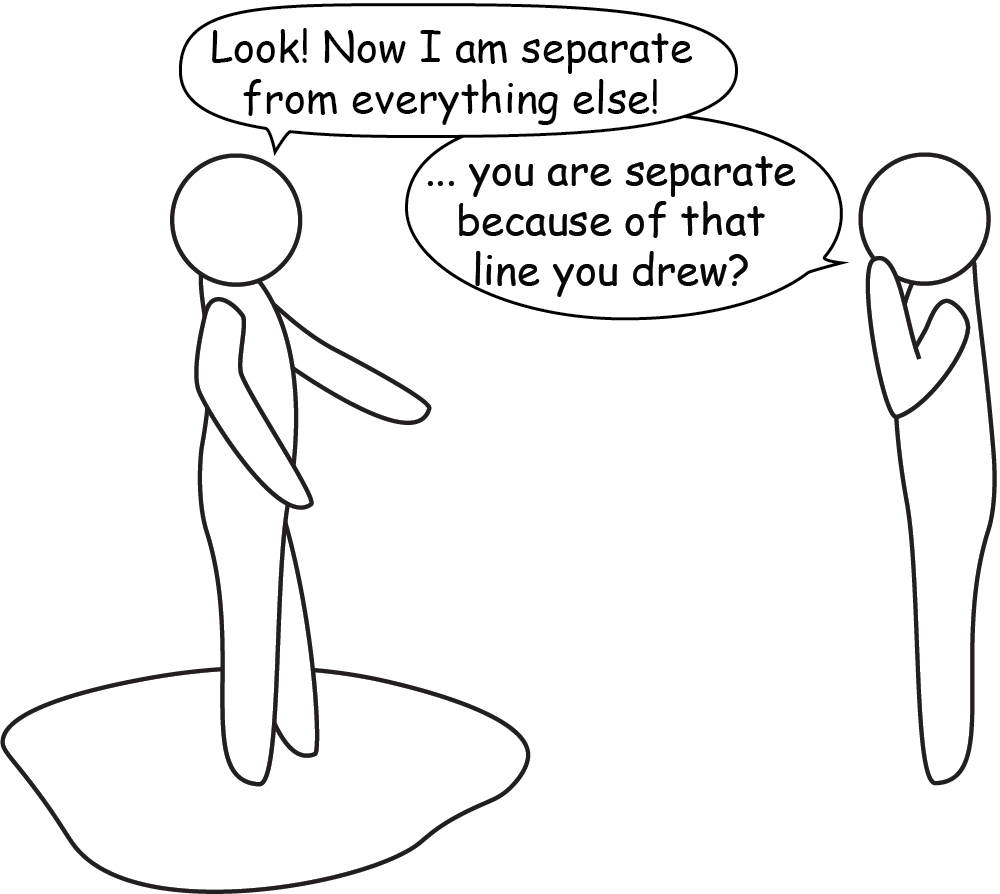 Look! Now I am separate
from everything else!
... you are separate
because of that
line you drew?